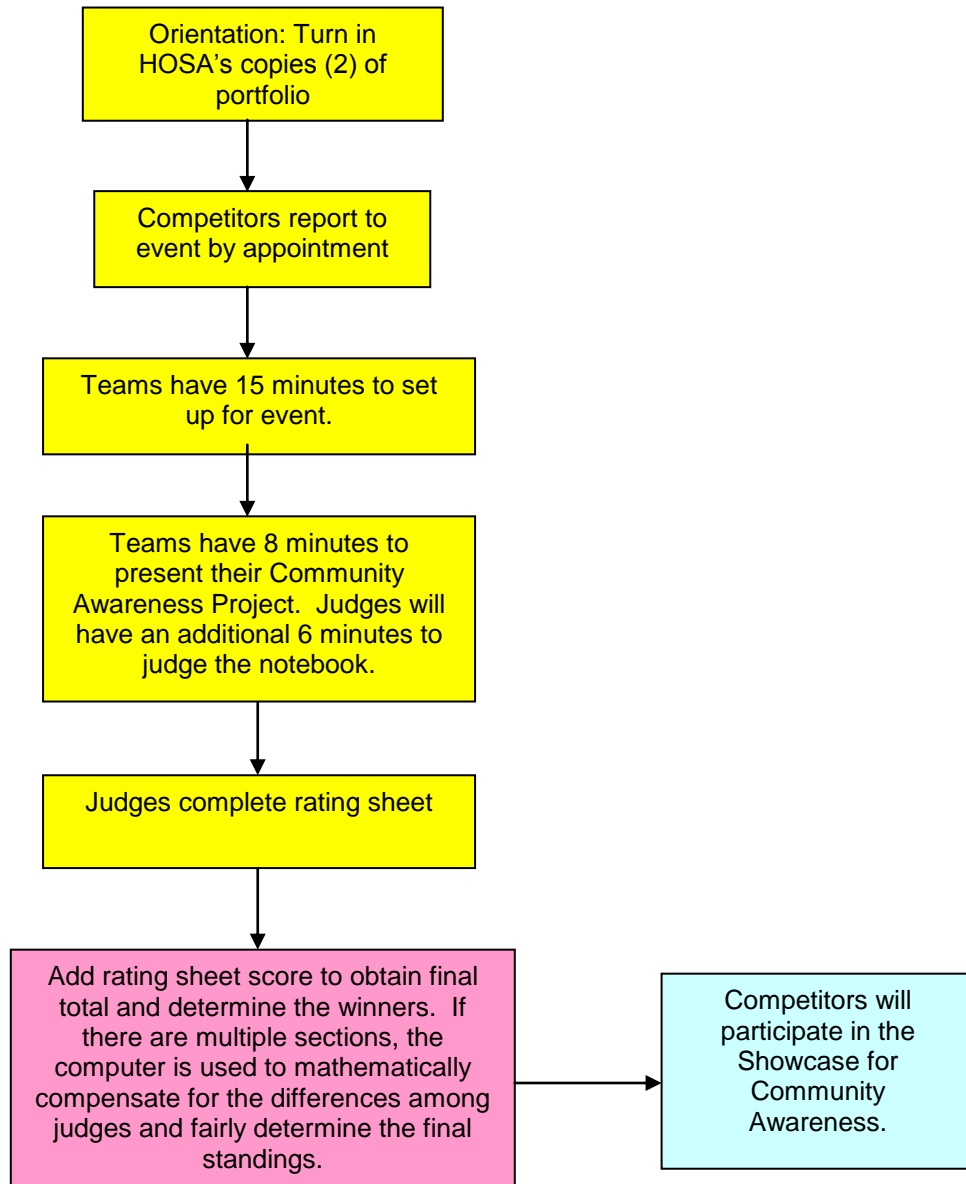 Orientation: Turn in
HOSA’s copies (2) of
portfolio
Competitors report to
event by appointment
Teams have 15 minutes to set
up for event.
Teams have 8 minutes to
present their Community
Awareness Project.  Judges will
have an additional 6 minutes to
judge the notebook.
Judges complete rating sheet
Add rating sheet score to obtain final
total and determine the winners.  If
there are multiple sections, the
computer is used to mathematically
compensate for the differences among
judges and fairly determine the final
standings.
Competitors will
participate in the
Showcase for
Community
Awareness.